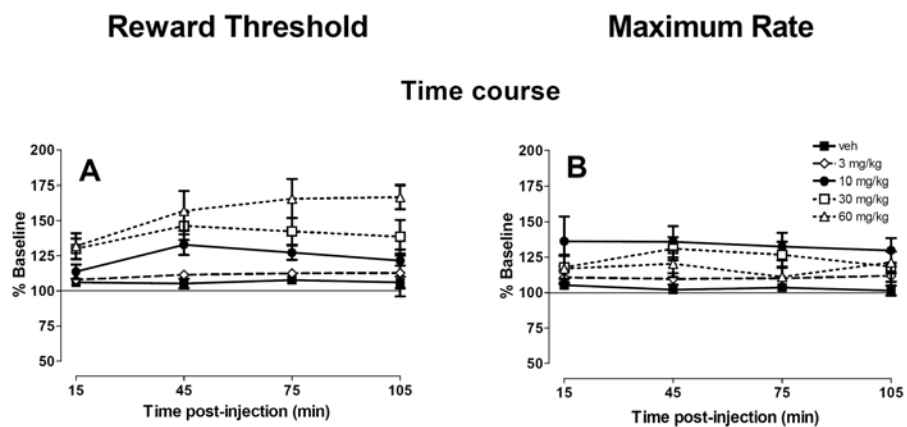 Reward Threshold
Maximum Rate
Time course
A
200
175
150
125
100
75
50
% Baseline
15
45
75
105
Time post-injection (min)
B
veh
3 mg/kg
10 mg/kg
30 mg/kg
60 mg/kg
200
175
150
125
100
75
50
% Baseline
15
45
75
105
Time post-injection (min)